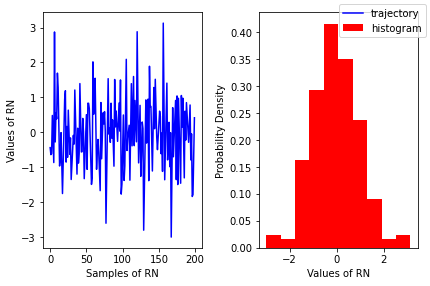 trajectory
histogram
Values of RN
3
2
1
0
−1
−2
−3
0 50 100 150 200
Samples of RN
Probability Density
0.40
0.35
0.30
0.25
0.20
0.15
0.10
0.05
0.00
−2 0 2
Values of RN